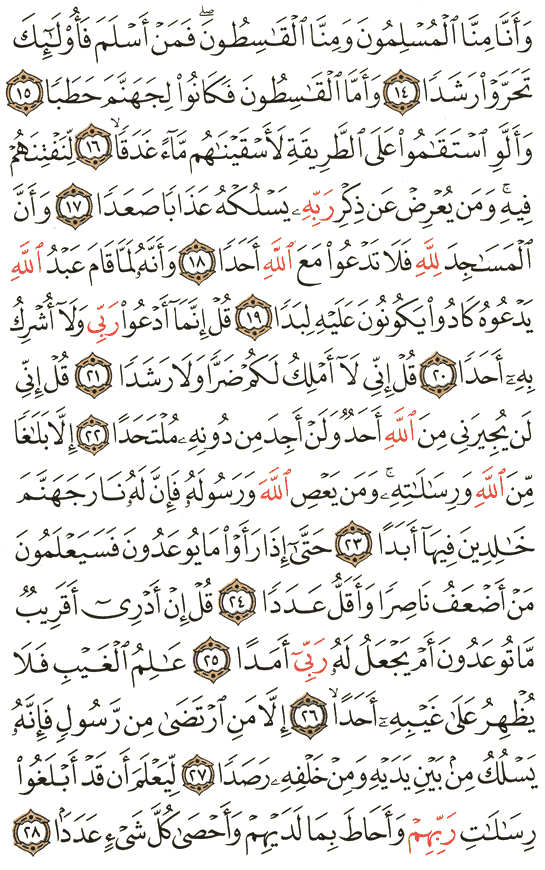 وَأَنَّا مِنَّا ٱلْمُسْلِمُونَ وَمِنَّا ٱلْقَٰسِطُونَ ۖ فَمَنْ أَسْلَمَ فَأُو۟لَٰٓئِكَ
تَحَرَّوْا۟ رَشَدًا ﴿١٤﴾ وَأَمَّا ٱلْقَٰسِطُونَ فَكَانُوا۟ لِجَهَنَّمَ حَطَبًا ﴿١٥﴾
وَأَلَّوِ ٱسْتَقَٰمُوا۟ عَلَى ٱلطَّرِيقَةِ لَأَسْقَيْنَٰهُم مَّآءً غَدَقًا ﴿١٦﴾ لِّنَفْتِنَهُمْ
فِيهِ ۚ وَمَن يُعْرِضْ عَن ذِكْرِ رَبِّهِۦ يَسْلُكْهُ عَذَابًا صَعَدًا ﴿١٧﴾ وَأَنَّ
ٱلْمَسَٰجِدَ لِلَّهِ فَلَا تَدْعُوا۟ مَعَ ٱللَّهِ أَحَدًا ﴿١٨﴾ وَأَنَّهُۥ لَمَّا قَامَ عَبْدُ ٱللَّهِ
يَدْعُوهُ كَادُوا۟ يَكُونُونَ عَلَيْهِ لِبَدًا ﴿١٩﴾ قُلْ إِنَّمَآ أَدْعُوا۟ رَبِّى وَلَآ أُشْرِكُ
بِهِۦٓ أَحَدًا ﴿٢٠﴾ قُلْ إِنِّى لَآ أَمْلِكُ لَكُمْ ضَرًّا وَلَا رَشَدًا ﴿٢١﴾ قُلْ إِنِّى
لَن يُجِيرَنِى مِنَ ٱللَّهِ أَحَدٌ وَلَنْ أَجِدَ مِن دُونِهِۦ مُلْتَحَدًا ﴿٢٢﴾ إِلَّا بَلَٰغًا
مِّنَ ٱللَّهِ وَرِسَٰلَٰتِهِۦ ۚ وَمَن يَعْصِ ٱللَّهَ وَرَسُولَهُۥ فَإِنَّ لَهُۥ نَارَ جَهَنَّمَ
خَٰلِدِينَ فِيهَآ أَبَدًا ﴿٢٣﴾ حَتَّىٰٓ إِذَا رَأَوْا۟ مَا يُوعَدُونَ فَسَيَعْلَمُونَ
مَنْ أَضْعَفُ نَاصِرًا وَأَقَلُّ عَدَدًا ﴿٢٤﴾ قُلْ إِنْ أَدْرِىٓ أَقَرِيبٌ
مَّا تُوعَدُونَ أَمْ يَجْعَلُ لَهُۥ رَبِّىٓ أَمَدًا ﴿٢٥﴾ عَٰلِمُ ٱلْغَيْبِ فَلَا
يُظْهِرُ عَلَىٰ غَيْبِهِۦٓ أَحَدًا ﴿٢٦﴾ إِلَّا مَنِ ٱرْتَضَىٰ مِن رَّسُولٍ فَإِنَّهُۥ
يَسْلُكُ مِنۢ بَيْنِ يَدَيْهِ وَمِنْ خَلْفِهِۦ رَصَدًا ﴿٢٧﴾ لِّيَعْلَمَ أَن قَدْ أَبْلَغُوا۟
رِسَٰلَٰتِ رَبِّهِمْ وَأَحَاطَ بِمَا لَدَيْهِمْ وَأَحْصَىٰ كُلَّ شَىْءٍ عَدَدًۢا ﴿٢٨﴾